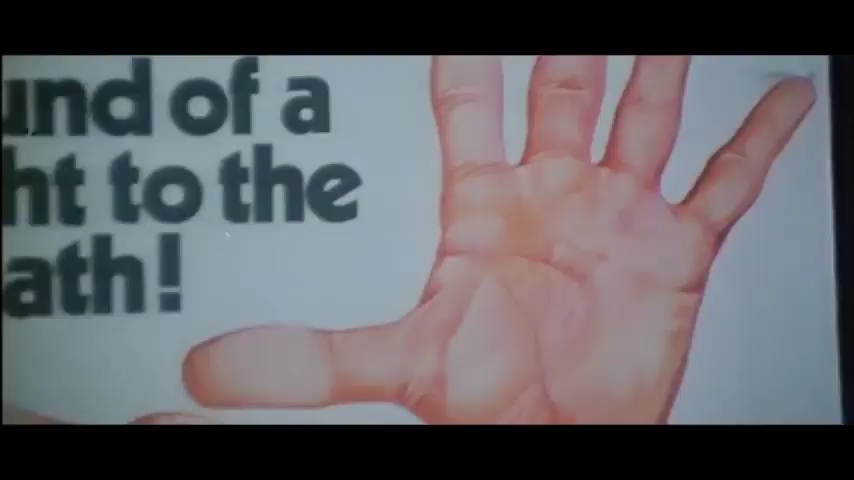 und of a
ht to the
ath!